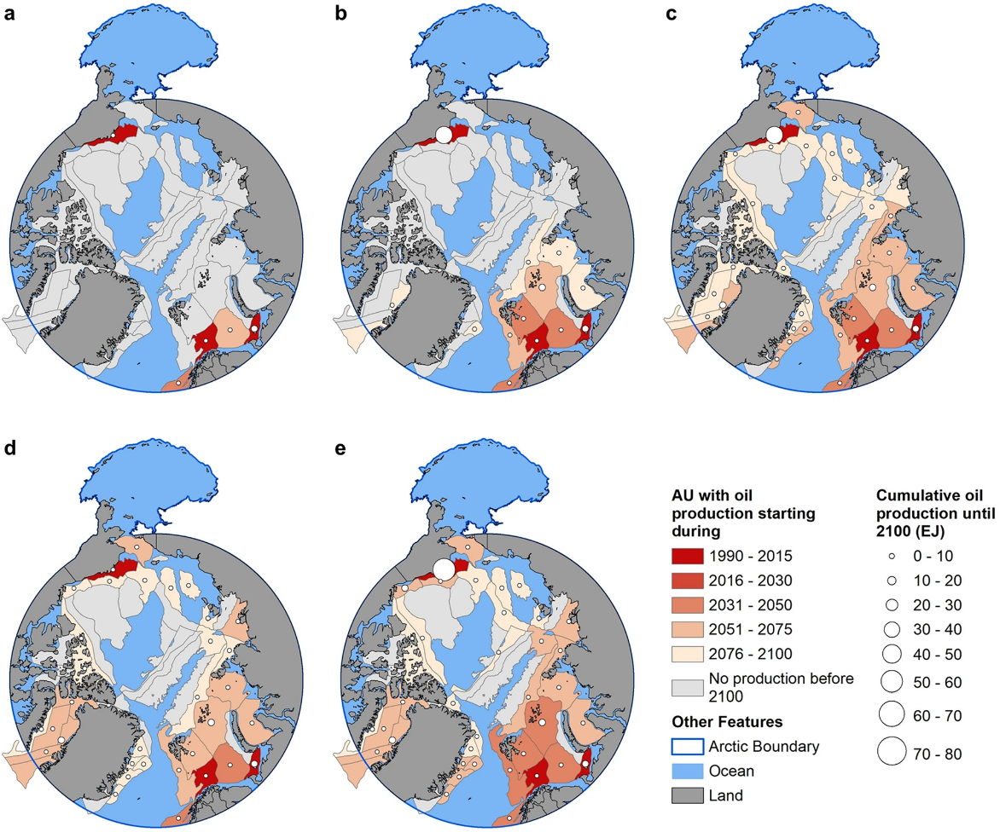 a
b
c
d
e
AU with oil
production starting
during
1990 - 2015
2016 - 2030
2031 - 2050
2051 - 2075
2076 - 2100
No production before
2100
Other Features
Arctic Boundary
Ocean
Land
Cumulative oil
production until
2100 (EJ)
0 - 10
10 - 20
20 - 30
30 - 40
40 - 50
50 - 60
60 - 70
70 - 80